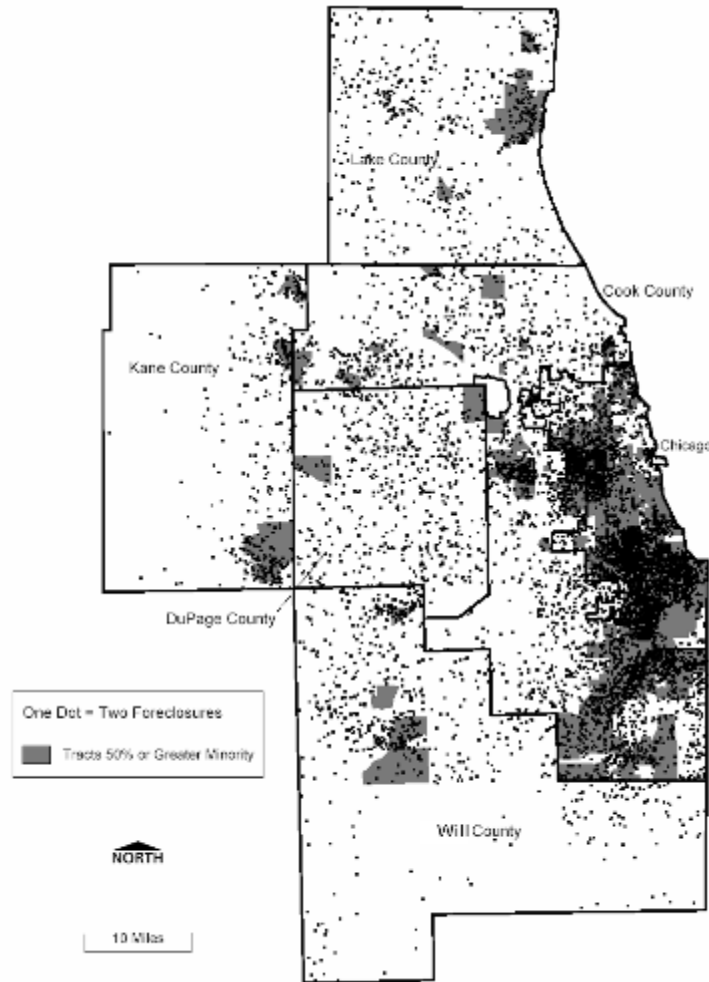 Lake County
Cook County
Kane County
Chicago
DuPage County
One Dot = Two Foreclosures
Tracts 50% or Greater Minority
Will County
NORTH
10 Miles